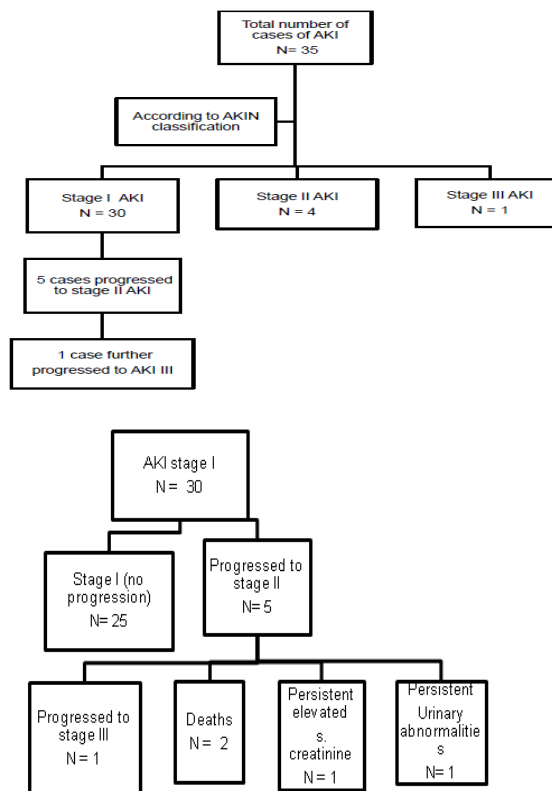 Total number of
cases of AKI
N= 35
According to AKIN
classification
Stage I AKI
N = 30
Stage II AKI
N = 4
Stage III AKI
N = 1
5 cases progressed
to stage II AKI
1 case further
progressed to AKI III
AKI stage I
N = 30
Stage I (no
progression)
N= 25
Progressed to
stage II
N= 5
Progressed to
stage III
N = 1
Deaths
N = 2
Persistent
elevated
s.
creatinine
N= 1
Persistent
Urinary
abnormalitie
s
N= 1